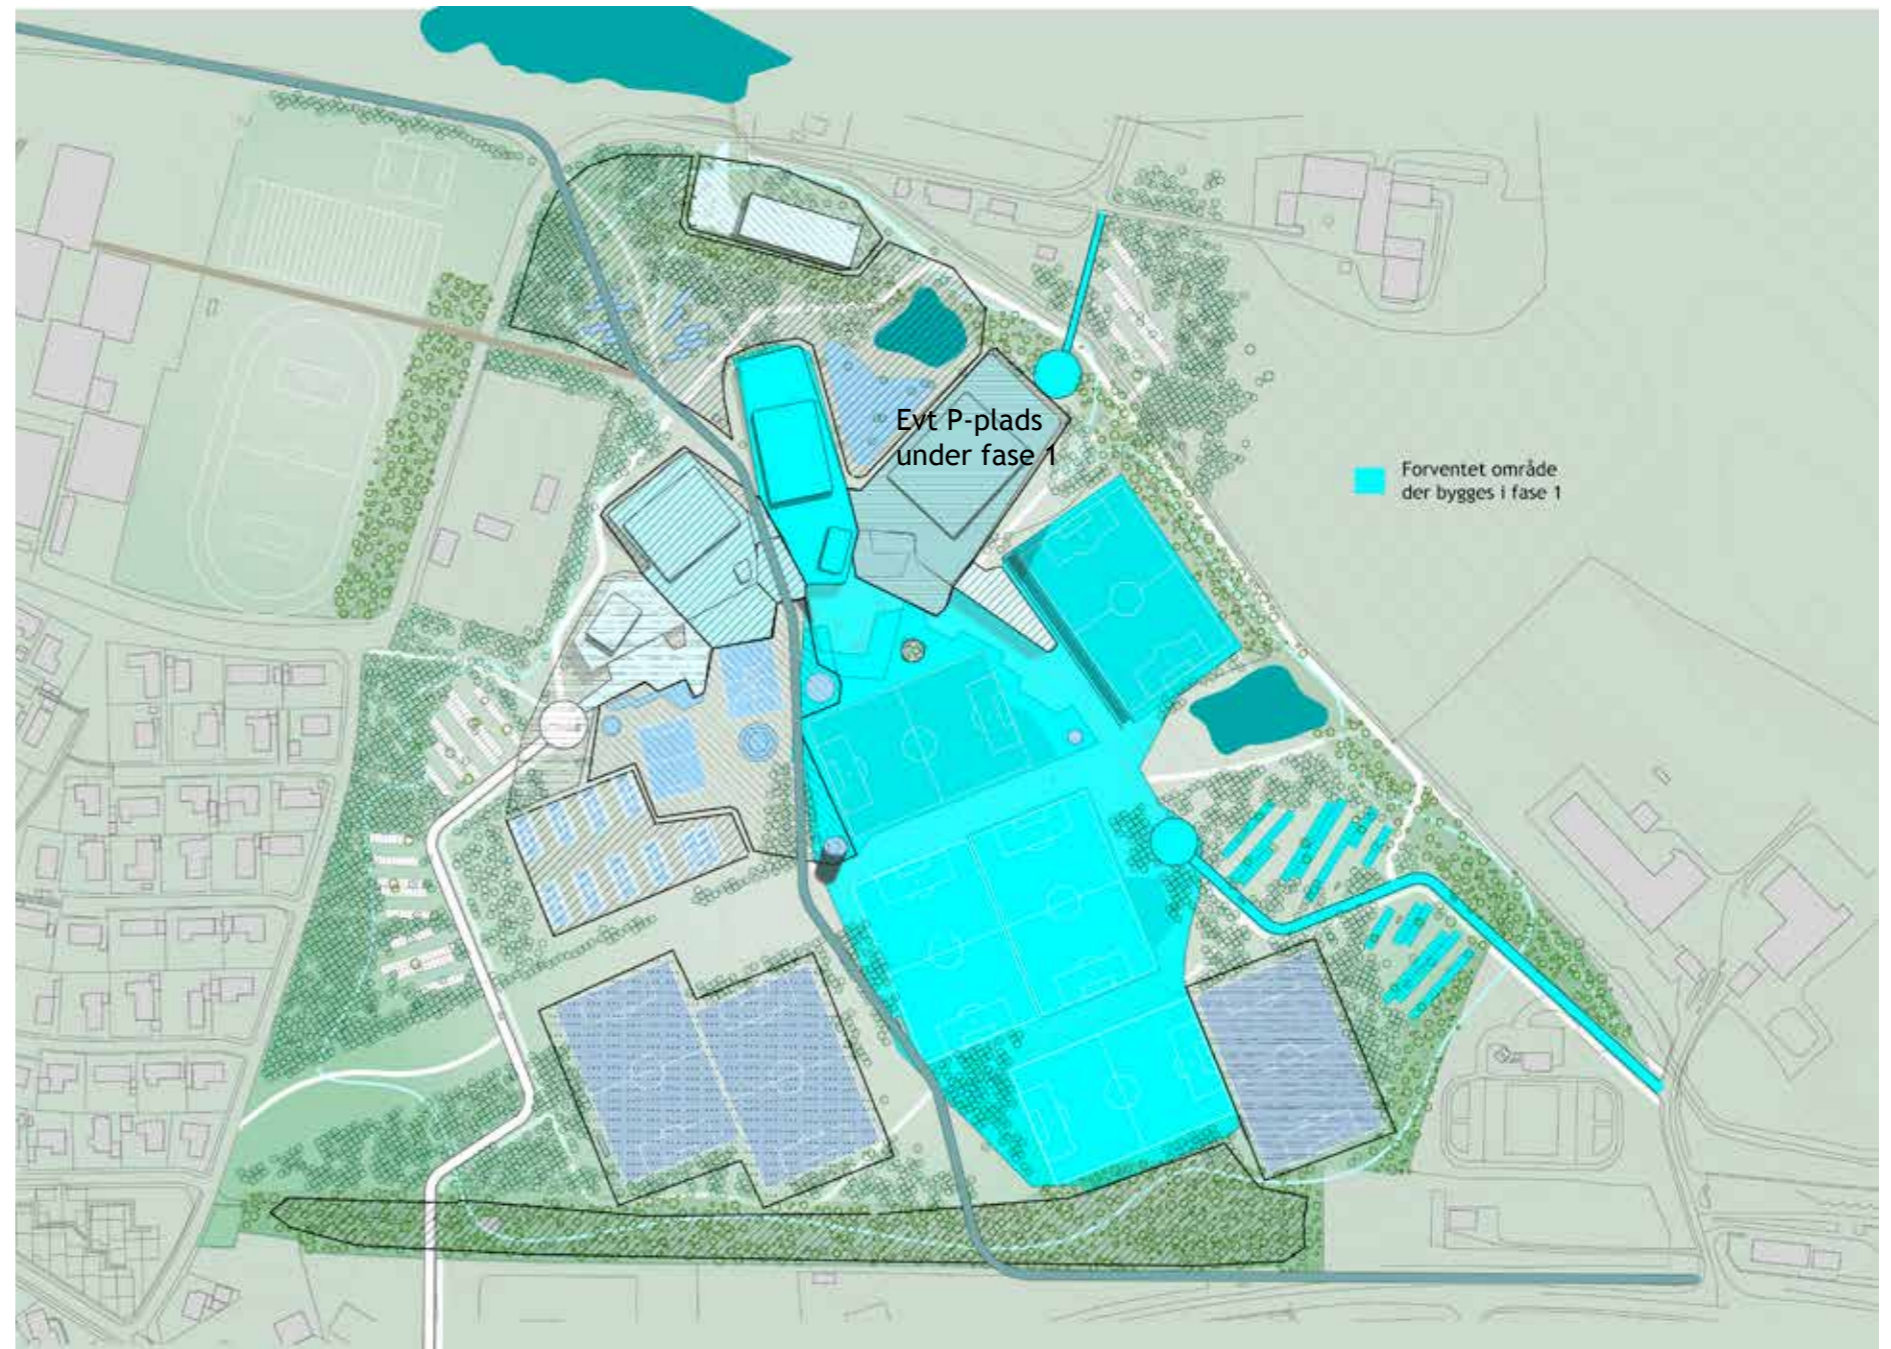 Evt P-plads
under fase 1
Forventet område
der bygges i fase 1